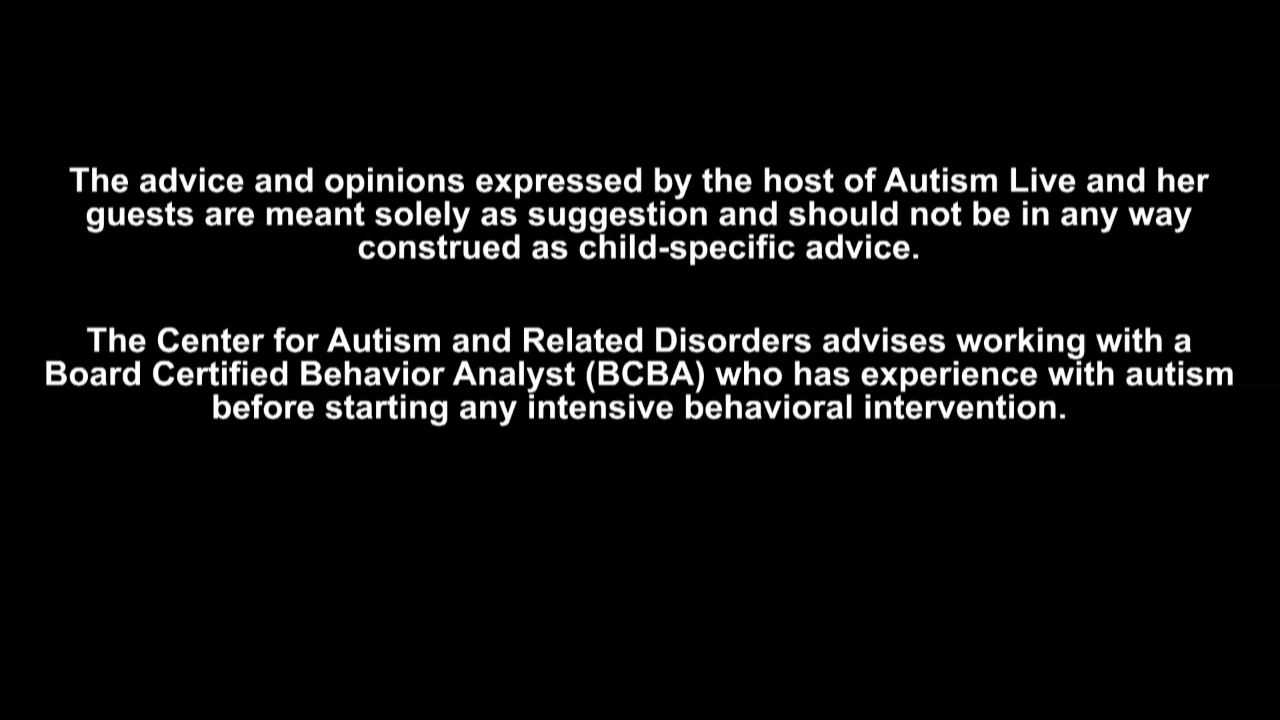 The advice and opinions expressed by the host of Autism Live and her
guests are meant solely as suggestion and should not be in any way
construed as child-specific advice.
The Center for Autism and Related Disorders advises working with a
Board Certified Behavior Analyst (BCBA) who has experience with autism
before starting any intensive behavioral intervention.